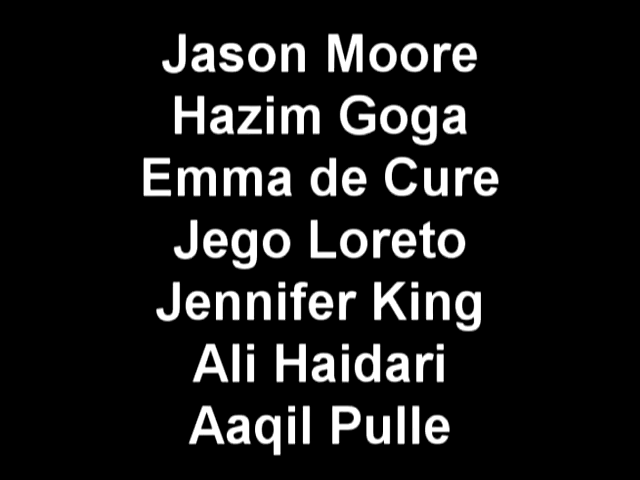 Jason Moore
Hazim Goga
Emma de Cure
Jego Loreto
Jennifer King
Ali Haidari
Aaqil Pulle